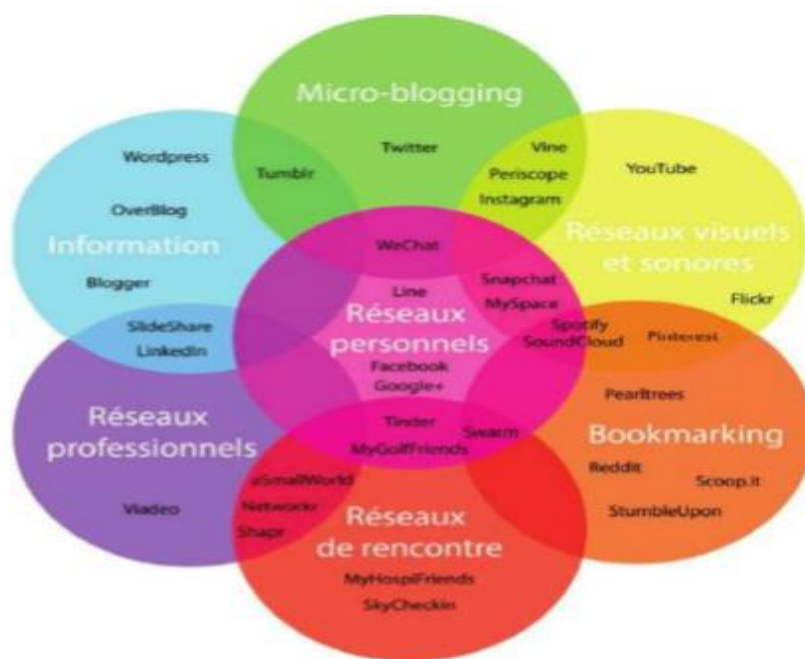 Micro-blogging
Twitter
Vine
Periscope
Instagram
Tumblr
Wordpress
OverBlog
Information
Blogger
YouTube
Réseaux visuels
et sonores
Flickr
WeChat
Snapchat
MySpace
Line
Réseaux
personnels
Facebook
Google+
Spotify
SoundCloud
Pinterest
SlideShare
LinkedIn
Réseaux
professionnels
Viadeo
Pearltrees
Bookmarking
Reddit
Scoop.it
StumbleUpon
Tinder
Swarm
MyGolfFriends
aSmallWorld
Networkr
Shapr
Réseaux
de rencontre
MyHospiFriends
SkyCheckin